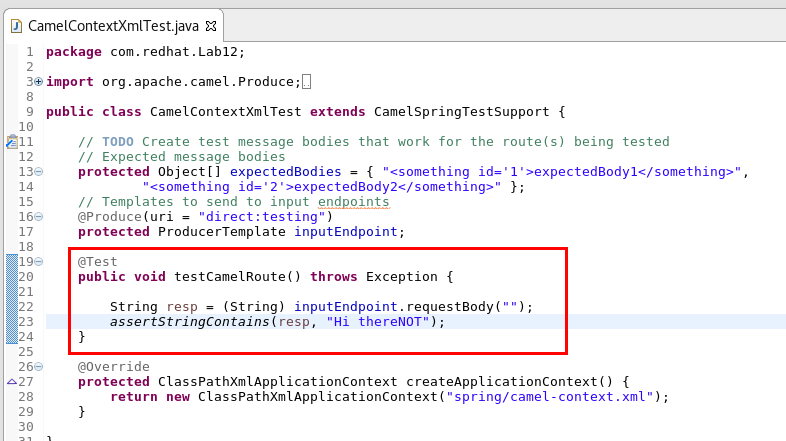 CamelContextXmlTest.java
1 package com.redhat.Lab12;
2
3 import org.apache.camel.Produce;
8
9 public class CamelContextXmlTest extends CamelSpringTestSupport {
10
11     // TODO Create test message bodies that work for the route(s) being tested
12     // Expected message bodies
13     protected Object[] expectedBodies = { "<something id='1'>expectedBody1</something>",
14             "<something id='2'>expectedBody2</something>" };
15     // Templates to send to input endpoints
16     @Produce(uri = "direct:testing")
17     protected ProducerTemplate inputEndpoint;
18
19     @Test
20     public void testCamelRoute() throws Exception {
21
22         String resp = (String) inputEndpoint.requestBody("");
23         assertStringContains(resp, "Hi thereNOT");
24     }
25
26     @Override
27     protected ClassPathXmlApplicationContext createApplicationContext() {
28         return new ClassPathXmlApplicationContext("spring/camel-context.xml");
29     }
30
31 }